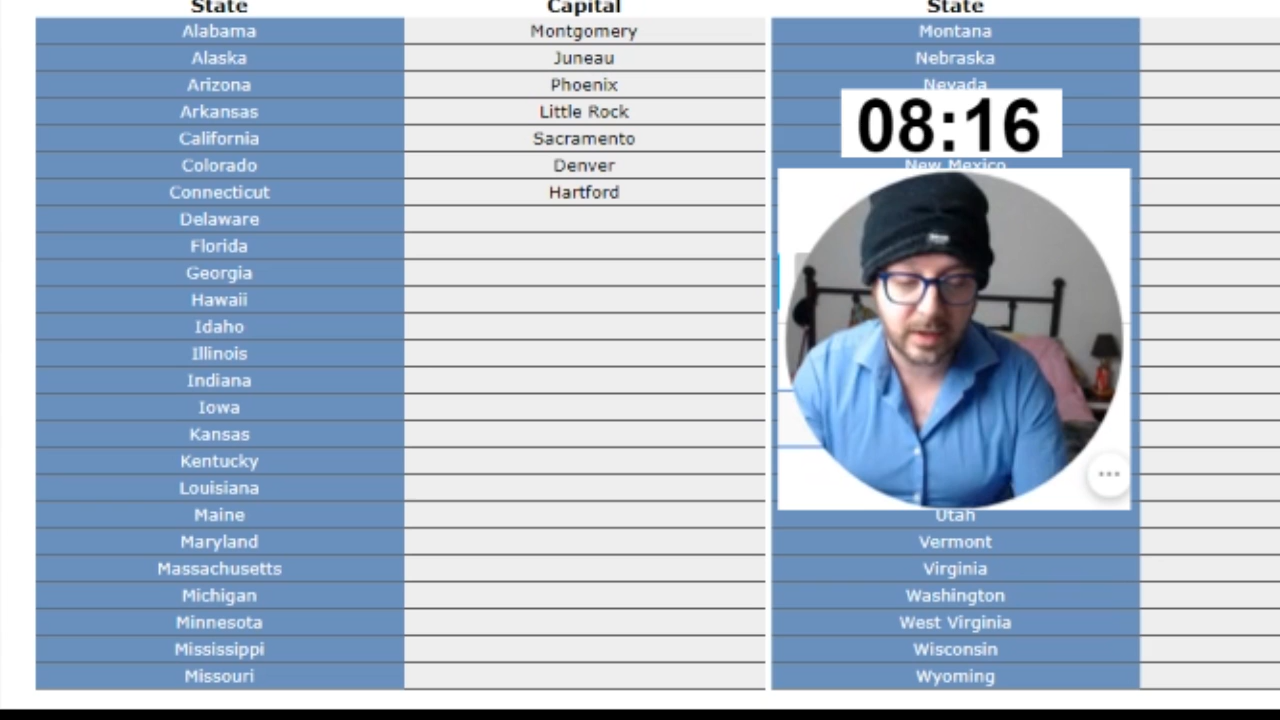 State Capital State
Alabama Montgomery Montana
Alaska Juneau Nebraska
Arizona Phoenix Nevada
Arkansas Little Rock
08:16
California Sacramento
Colorado Denver New Mexico
Connecticut Hartford
Delaware
Florida
Georgia
Hawaii
Idaho
Illinois
Indiana
Iowa
Kansas
Kentucky
Louisiana
Maine Utah
Maryland Vermont
Massachusetts Virginia
Michigan Washington
Minnesota West Virginia
Mississippi Wisconsin
Missouri Wyoming